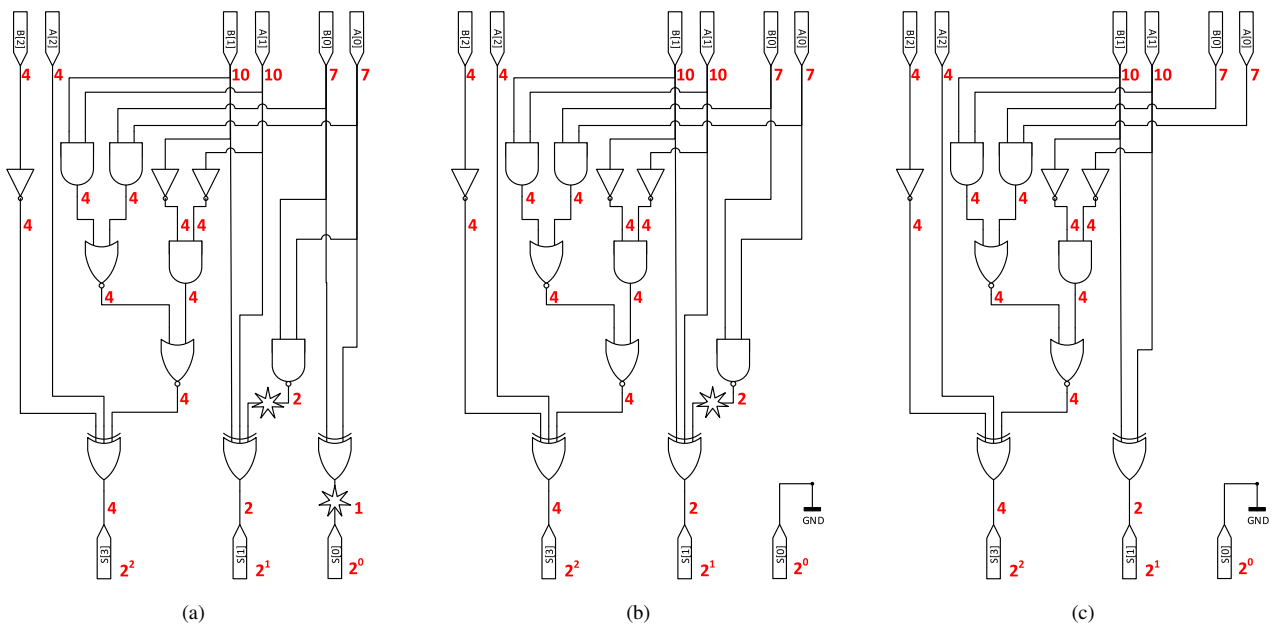 B[2] A[2] B[1] A[1] B[0] A[0] B[2] A[2] B[1] A[1] B[0] A[0] B[2] A[2] B[1] A[1] B[0] A[0]
4 4 10 10 7 7 4 4 10 10 7 7 4 4 10 10 7 7
4 4 4 4 4 4
4 4 4 4 4 4 4 4 4
4 4 4 4 4 4
4 2 4 2 4
4 2 1 4 2 4 2
GND GND
S[3] S[1] S[0] S[3] S[1] S[0] S[3] S[1] S[0]
2² 2¹ 2⁰ 2² 2¹ 2⁰ 2² 2¹ 2⁰
(a) (b) (c)